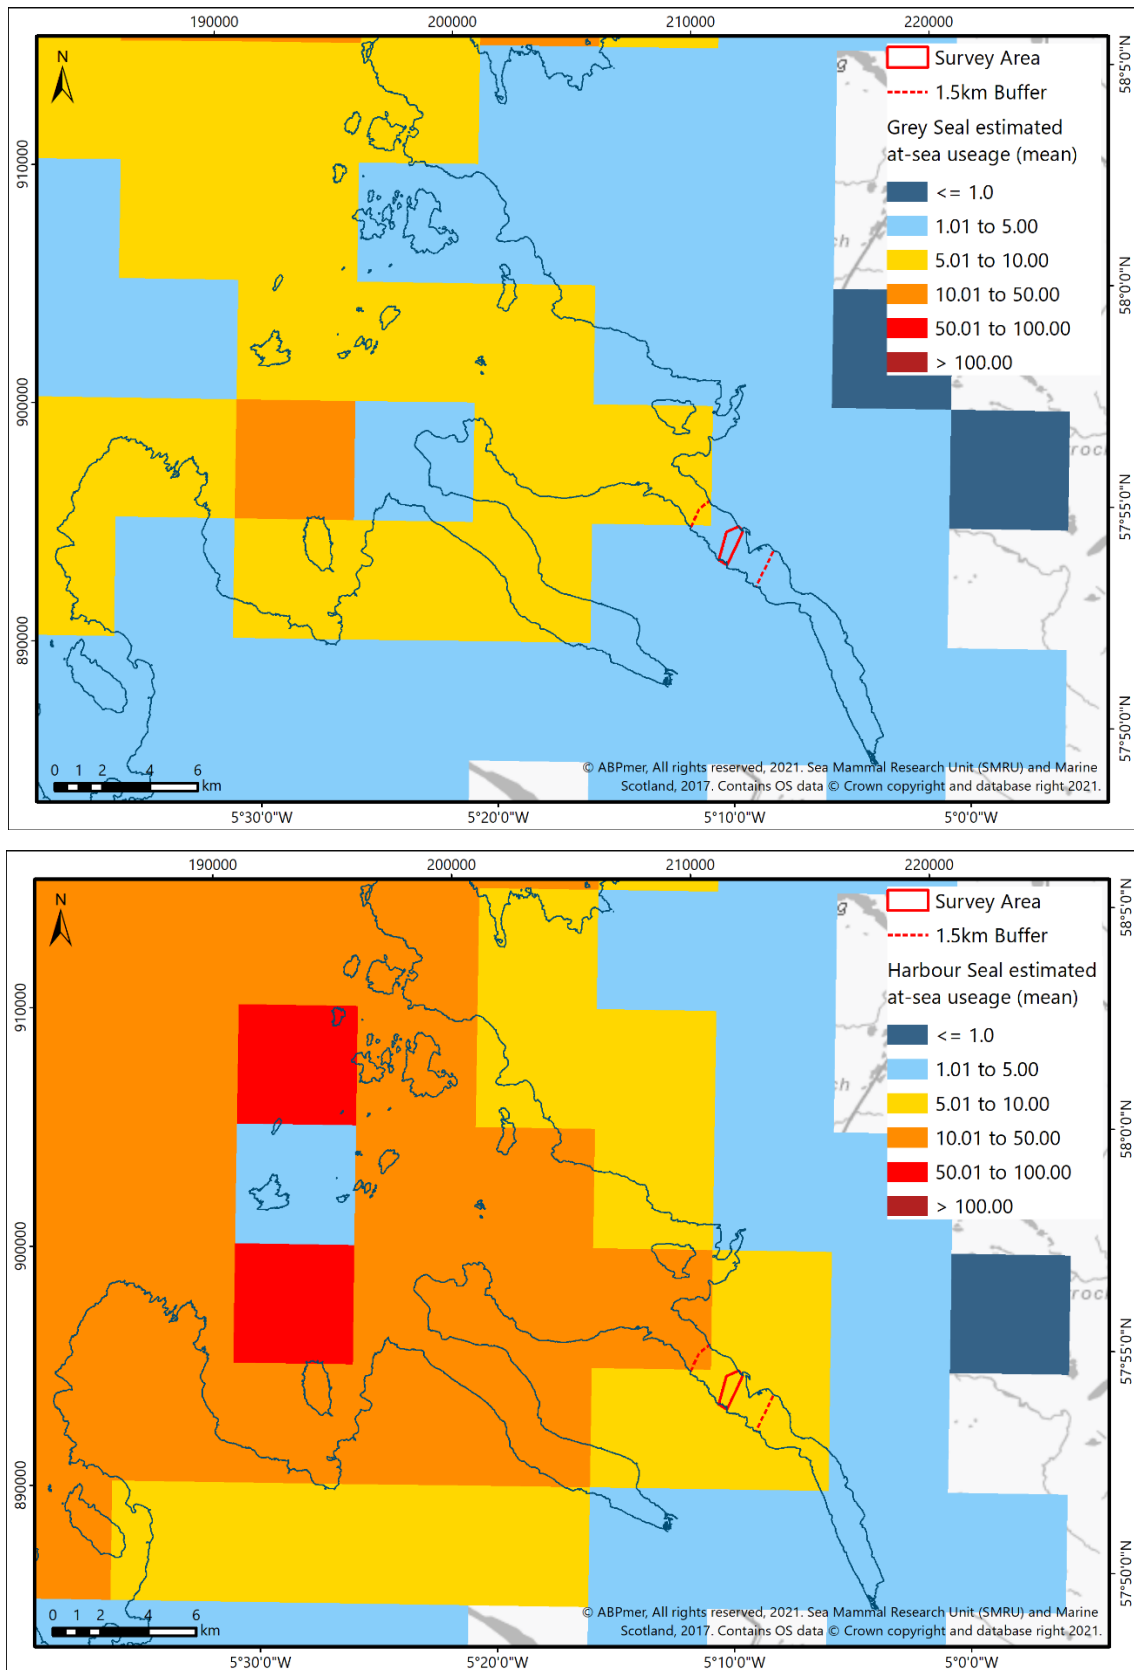 190000
200000
210000
220000
N
Survey Area
1.5km Buffer
Grey Seal estimated
at-sea useage (mean)
<= 1.0
1.01 to 5.00
5.01 to 10.00
10.01 to 50.00
50.01 to 100.00
> 100.00
58°5'0"N
58°0'0"N
57°55'0"N
57°50'0"N
910000
900000
890000
0 1 2 4 6
km
© ABPmer, All rights reserved, 2021. Sea Mammal Research Unit (SMRU) and Marine
Scotland, 2017. Contains OS data © Crown copyright and database right 2021.
5°30'0"W
5°20'0"W
5°10'0"W
5°0'0"W
190000
200000
210000
220000
N
Survey Area
1.5km Buffer
Harbour Seal estimated
at-sea useage (mean)
<= 1.0
1.01 to 5.00
5.01 to 10.00
10.01 to 50.00
50.01 to 100.00
> 100.00
58°5'0"N
58°0'0"N
57°55'0"N
57°50'0"N
910000
900000
890000
0 1 2 4 6
km
© ABPmer, All rights reserved, 2021. Sea Mammal Research Unit (SMRU) and Marine
Scotland, 2017. Contains OS data © Crown copyright and database right 2021.
5°30'0"W
5°20'0"W
5°10'0"W
5°0'0"W